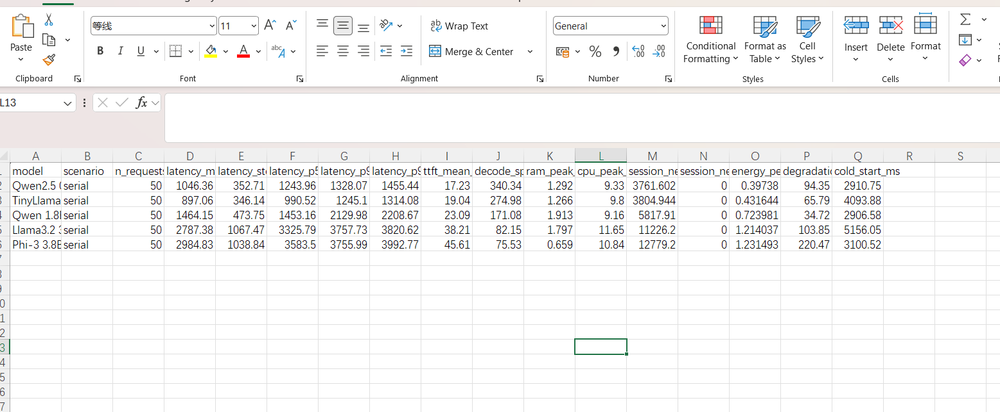 等线 11 Wrap Text General
Paste B I U Merge & Center % Conditional Formatting Format as Table Cell Styles Insert Delete Format
Clipboard Font Alignment Number Styles Cells
L13 fx
A B C D E F G H I J K L M N O P Q R S
model scenario n_requests latency_m latency_st latency_p5 latency_p9 latency_p9 ttft_mean_ decode_sp ram_peak_ cpu_peak_ session_ne session_ne energy_pe degradati cold_start_ms
Qwen2.5 serial 50 1046.36 352.71 1243.96 1328.07 1455.44 17.23 340.34 1.292 9.33 3761.602 0 0.39738 94.35 2910.75
TinyLlama serial 50 897.06 346.14 990.52 1245.1 1314.08 19.04 274.98 1.266 9.8 3804.944 0 0.431644 65.79 4093.88
Qwen 1.8 serial 50 1464.15 473.75 1453.16 2129.98 2208.67 23.09 171.08 1.913 9.16 5817.91 0 0.723981 34.72 2906.58
Llama3.2 serial 50 2787.38 1067.47 3325.79 3757.73 3820.62 38.21 82.15 1.797 11.65 11226.2 0 1.214037 103.85 5156.05
Phi-3 3.8B serial 50 2984.83 1038.84 3583.5 3755.99 3992.77 45.61 75.53 0.659 10.84 12779.2 0 1.231493 220.47 3100.52